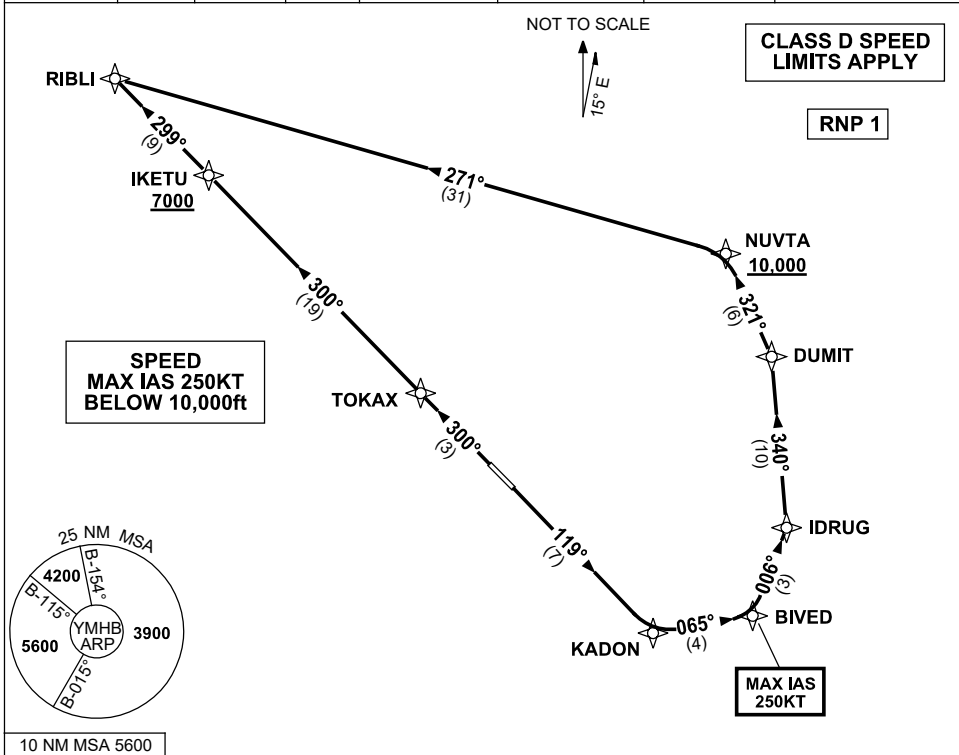 NOT TO SCALE
15° E
CLASS D SPEED
LIMITS APPLY
RNP 1
RIBLI
299°
(9)
IKETU
7000
271°
(31)
NUVTA
10,000
321°
(6)
300°
(19)
DUMIT
SPEED
MAX IAS 250KT
BELOW 10,000ft
TOKAX
300°
(3)
340°
(10)
IDRUG
119°
(7)
006°
(3)
BIVED
065°
(4)
KADON
MAX IAS
250KT
25 NM MSA
B-154°
4200
B-115°
YMHB
ARP
3900
5600
B-015°
10 NM MSA 5600